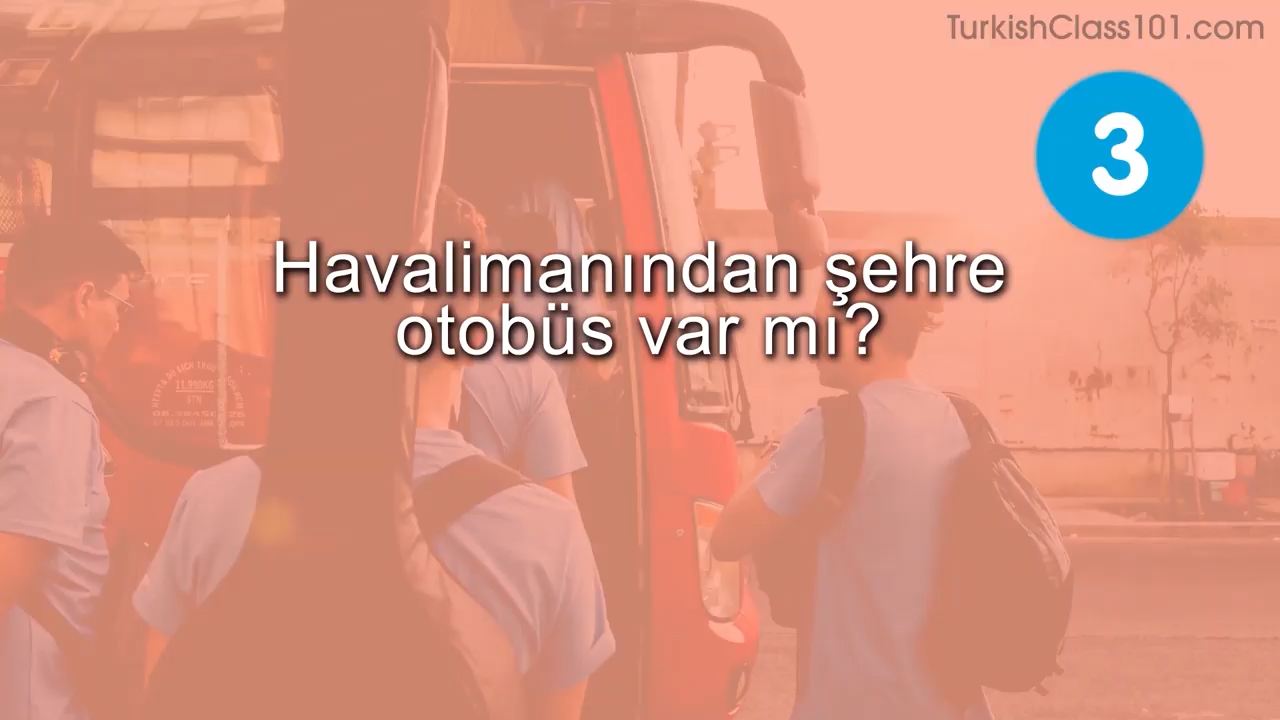 TurkishClass101.com
3
Havalimanından şehre
otobüs var mı?